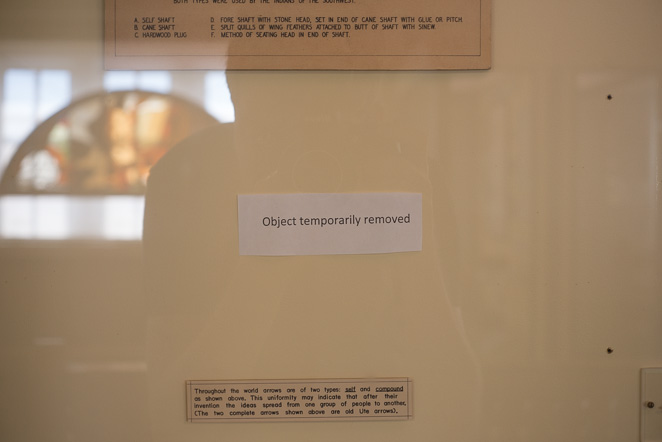 BOTH TYPES WERE USED BY THE INDIANS OF THE SOUTHWEST.
A. SELF SHAFT
B. CANE SHAFT
C. HARDWOOD PLUG
D. FORE SHAFT WITH STONE HEAD, SET IN END OF CANE SHAFT WITH GLUE OR PITCH.
E. SPLIT QUILLS OF WING FEATHERS ATTACHED TO BUTT OF SHAFT WITH SINEW.
F. METHOD OF SEATING HEAD IN END OF SHAFT.
Object temporarily removed
Throughout the world arrows are of two types: self and compound
as shown above. This uniformity may indicate that after their
invention the ideas spread from one group of people to another.
(The two complete arrows shown above are old Ute arrows).